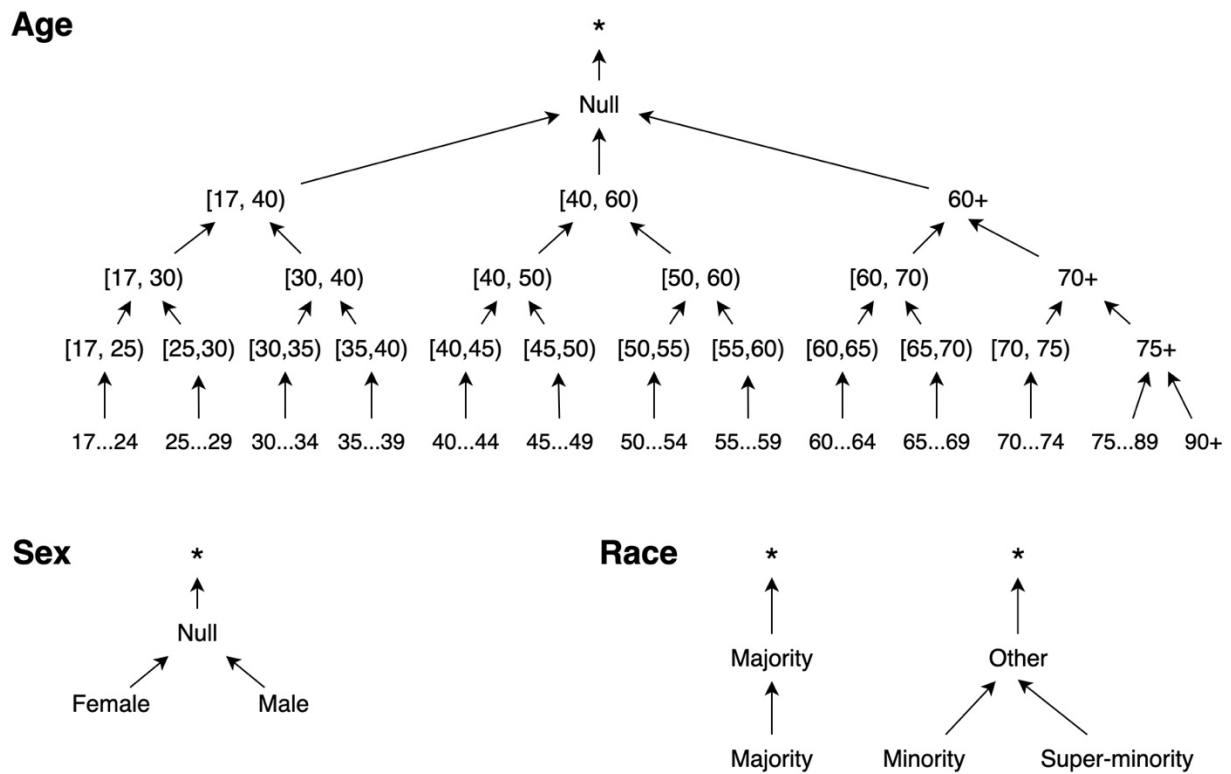 Age
*
Null
[17, 40) [40, 60) 60+
[17, 30) [30, 40) [40, 50) [50, 60) [60, 70) 70+
[17, 25) [25,30) [30,35) [35,40) [40,45) [45,50) [50,55) [55,60) [60,65) [65,70) [70, 75) 75+
17...24 25...29 30...34 35...39 40...44 45...49 50...54 55...59 60...64 65...69 70...74 75...89 90+
Sex
*
Null
Female Male
Race
* *
Majority Other
Majority Minority Super-minority